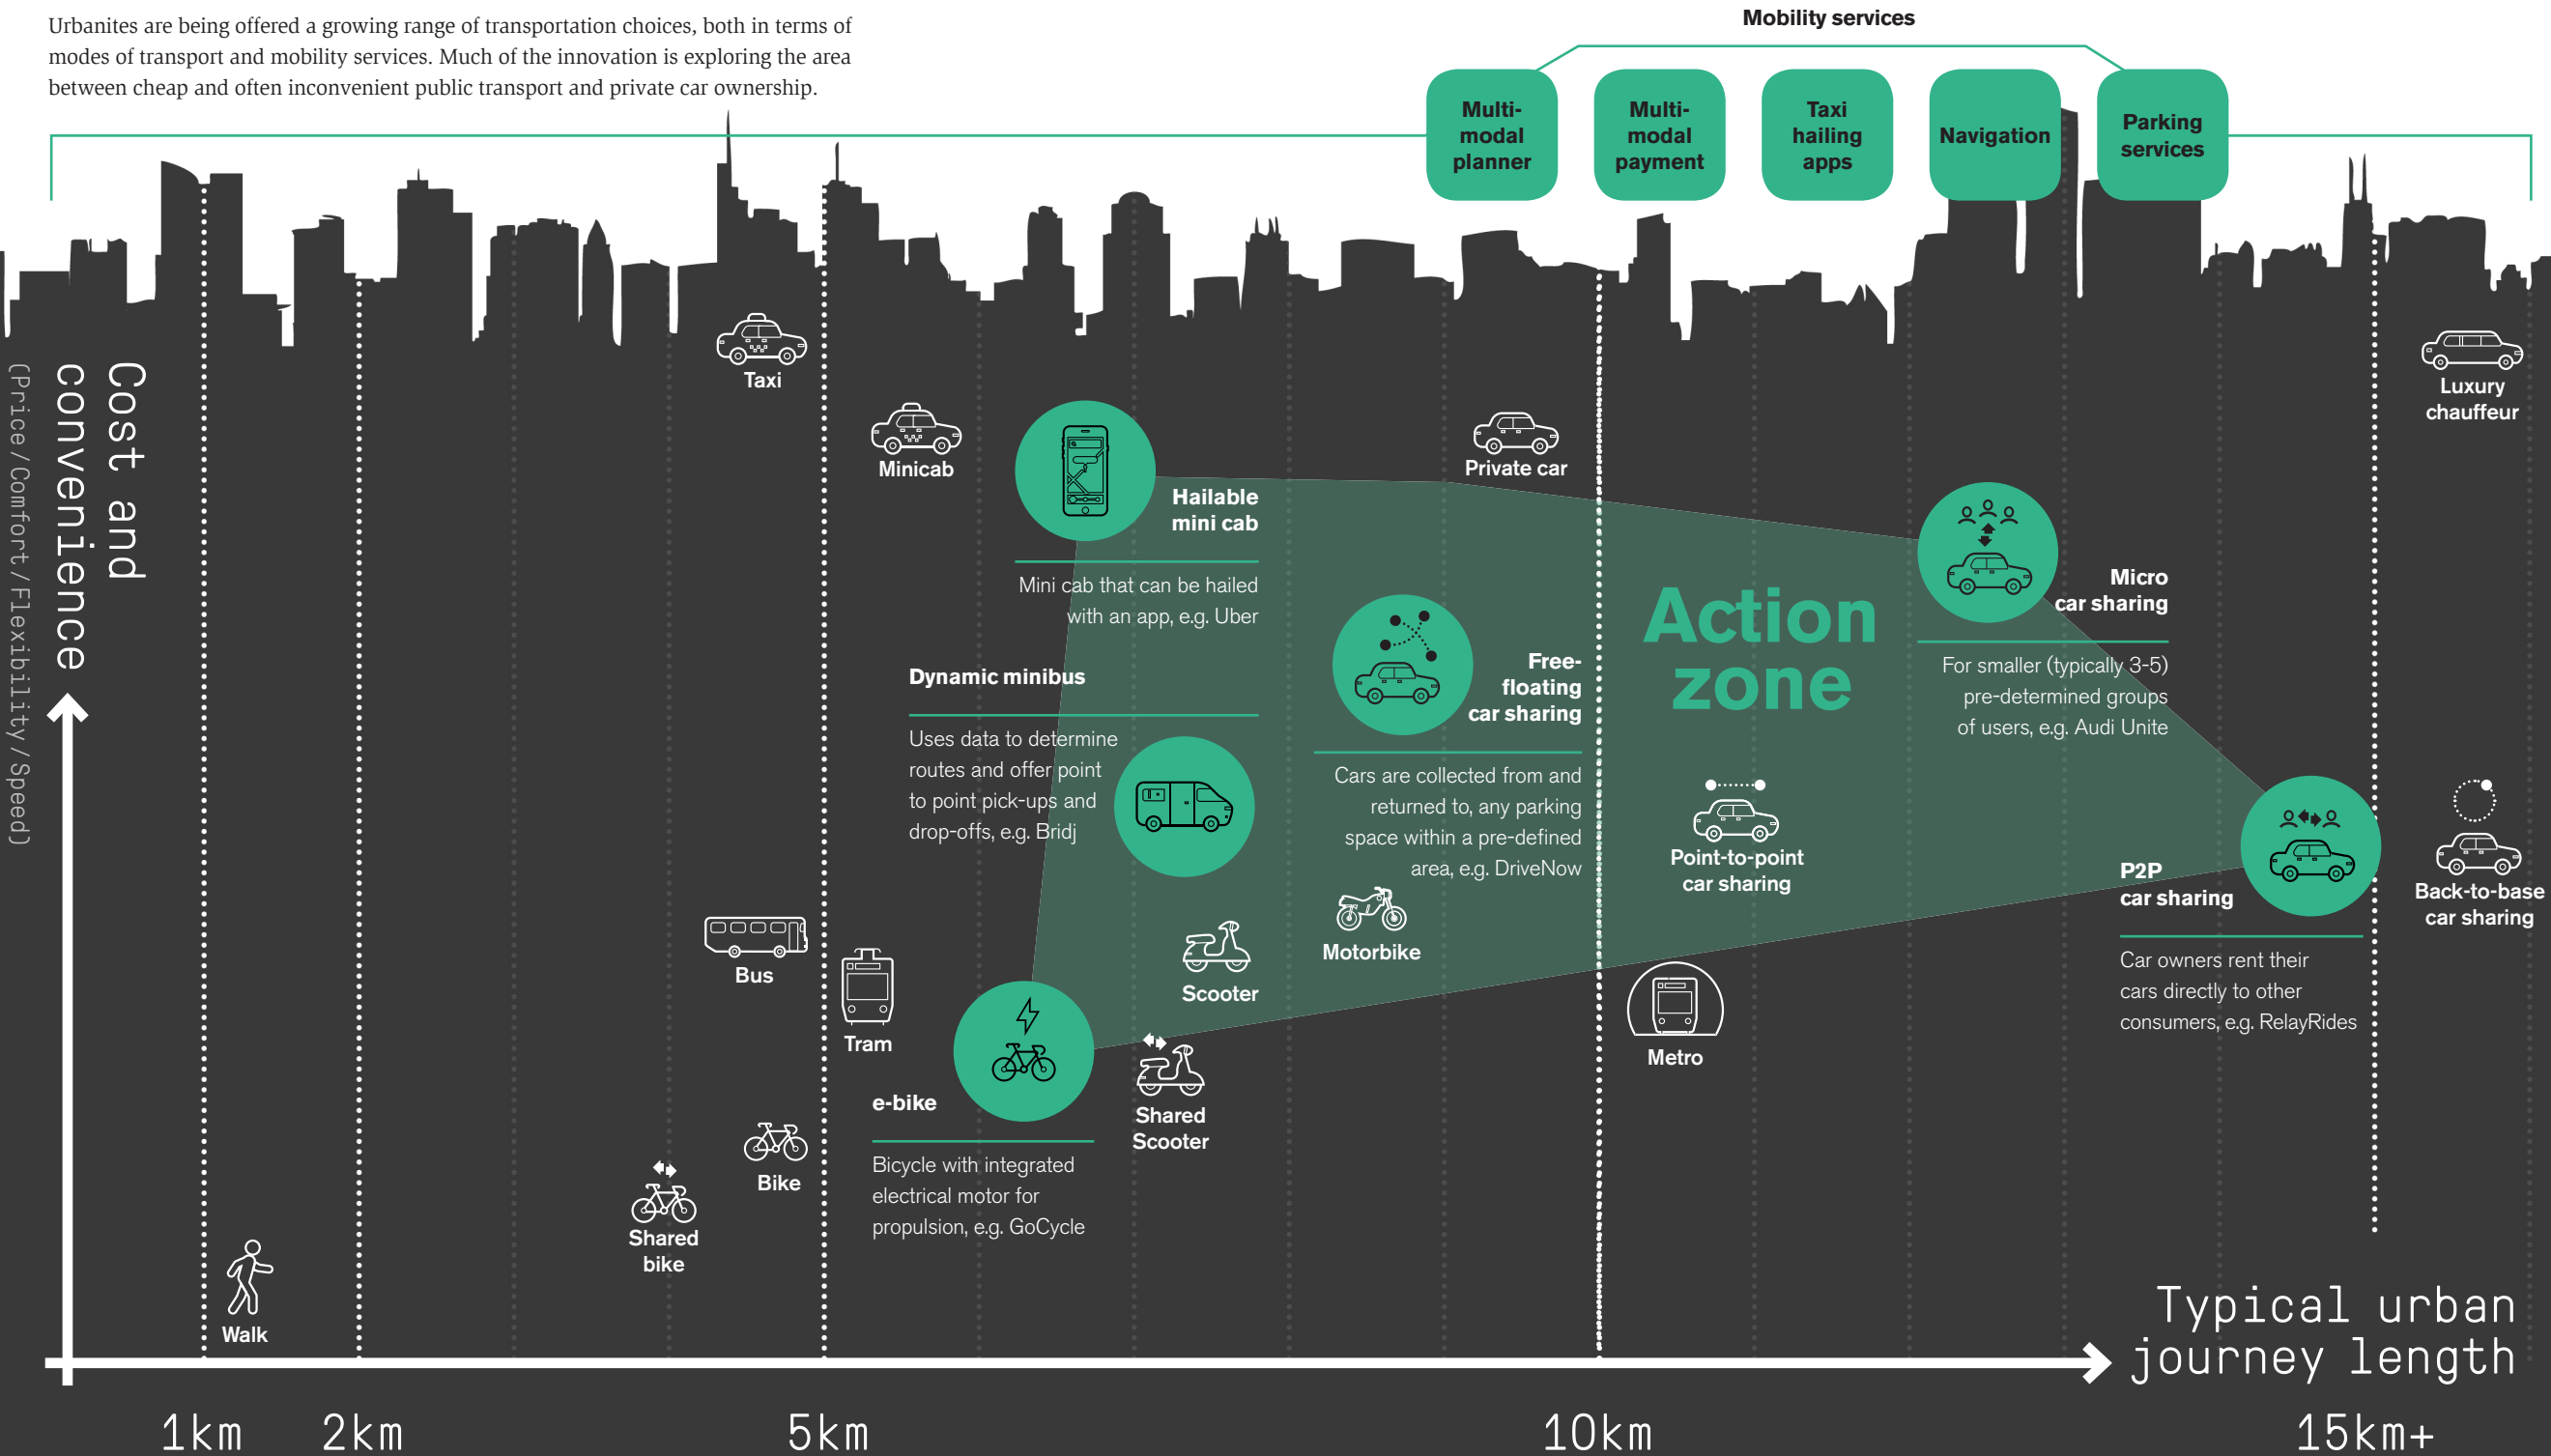 Urbanites are being offered a growing range of transportation choices, both in terms of
modes of transport and mobility services. Much of the innovation is exploring the area
between cheap and often inconvenient public transport and private car ownership.
Mobility services
Multi-
modal
planner
Multi-
modal
payment
Taxi
hailing
apps
Navigation
Parking
services
Cost and
convenience
(Price/Comfort/Flexibility/Speed)
Taxi
Minicab
Hailable
mini cab
Mini cab that can be hailed
with an app, e.g. Uber
Private car
Luxury
chauffeur
Dynamic minibus
Uses data to determine
routes and offer point
to point pick-ups and
drop-offs, e.g. Bridj
Free-
floating
car sharing
Cars are collected from and
returned to, any parking
space within a pre-defined
area, e.g. DriveNow
Action
zone
Micro
car sharing
For smaller (typically 3-5)
pre-determined groups
of users, e.g. Audi Unite
Point-to-point
car sharing
P2P
car sharing
Car owners rent their
cars directly to other
consumers, e.g. RelayRides
Back-to-base
car sharing
Bus
Tram
Scooter
Motorbike
Metro
e-bike
Bicycle with integrated
electrical motor for
propulsion, e.g. GoCycle
Shared
Scooter
Bike
Shared
bike
Walk
Typical urban
journey length
1km
2km
5km
10km
15km+